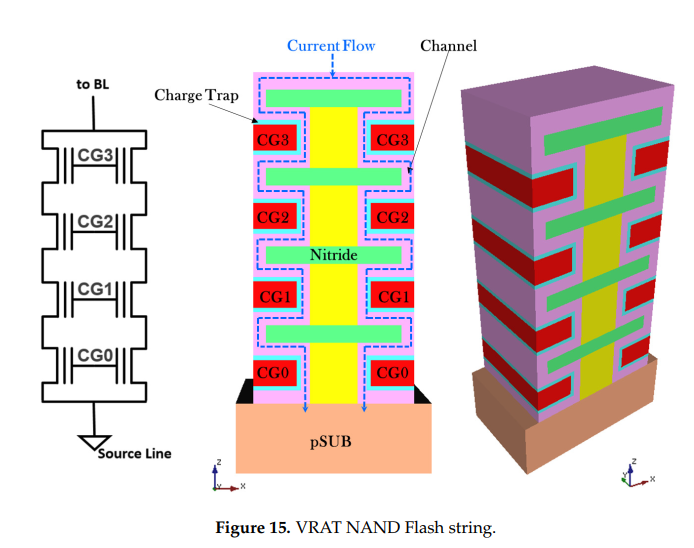 Current Flow
Channel
to BL
Charge Trap
CG3
CG3
CG3
CG2
CG2
CG2
Nitride
CG1
CG1
CG1
CG0
CG0
CG0
pSUB
Source Line
z
Y
x
z
Y
x
Figure 15. VRAT NAND Flash string.